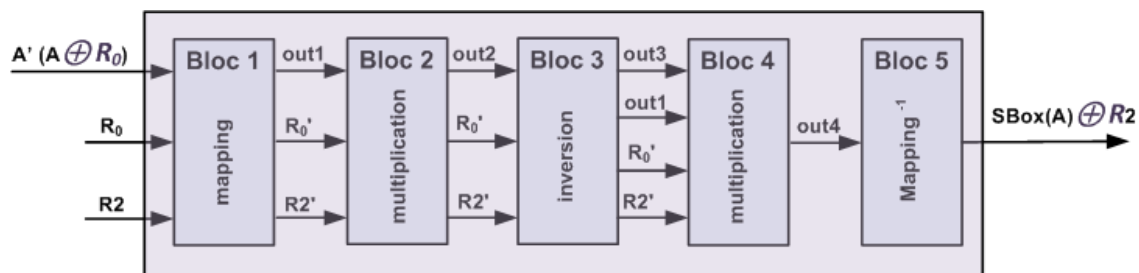 A' (A ⊕ R₀)
R₀
R2
Bloc 1
mapping
out1
R₀'
R2'
Bloc 2
multiplication
out2
R₀'
R2'
Bloc 3
inversion
out3
out1
R₀'
R2'
Bloc 4
multiplication
out4
Bloc 5
Mapping⁻¹
SBox(A) ⊕ R2